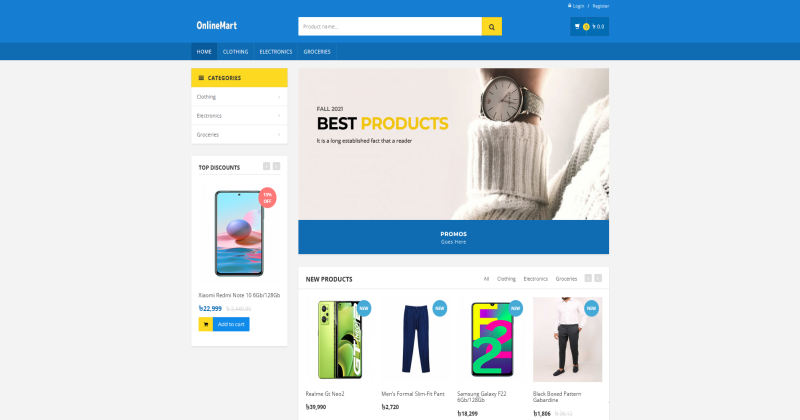 Login / Register
OnlineMart
Product name...
0 ৳ 0.0
HOME CLOTHING ELECTRONICS GROCERIES
CATEGORIES
Clothing
Electronics
Groceries
FALL 2021
BEST PRODUCTS
It is a long established fact that a reader
PROMOS
Goes Here
TOP DISCOUNTS
OFF
Xiaomi Redmi Note 10 6Gb/128Gb
৳22,999
Add to cart
NEW PRODUCTS
All Clothing Electronics Groceries
NEW
NEW
NEW
NEW
Realme Gt Neo2
৳39,990
Men's Formal Slim-Fit Pant
৳2,720
Samsung Galaxy F22
6Gb/128Gb
৳18,299
Black Boxed Pattern
Gabardine
৳1,806